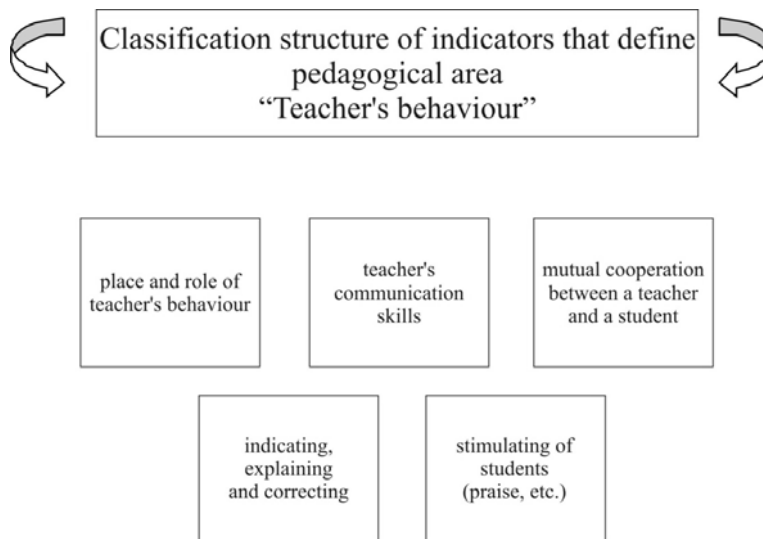 Classification structure of indicators that define
pedagogical area
“Teacher's behaviour”
place and role of
teacher's behaviour
teacher's
communication
skills
mutual cooperation
between a teacher
and a student
indicating,
explaining
and correcting
stimulating of
students
(praise, etc.)